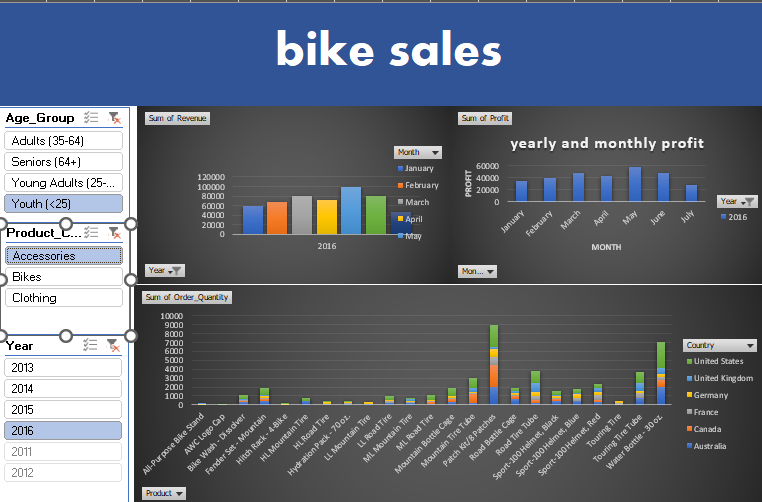 bike sales
Age_Group
Adults (35-64)
Seniors (64+)
Young Adults (25-...
Youth (<25)
Product_C...
Accessories
Bikes
Clothing
Year
2013
2014
2015
2016
2011
2012
Sum of Revenue
120000
100000
80000
60000
40000
20000
0
2016
Month
January
February
March
April
May
Year
Sum of Profit
yearly and monthly profit
PROFIT
60000
40000
20000
0
January
February
March
April
May
June
July
MONTH
Year
2016
Mon...
Sum of Order_Quantity
10000
9000
8000
7000
6000
5000
4000
3000
2000
1000
0
All-Purpose Bike Stand
AWC Logo Cap
Bike Wash - Dissolver
Fender Set - Mountain
Hitch Rack - 4-Bike
HL Mountain Tire
HL Road Tire
Hydration Pack - 70 oz.
LL Mountain Tire
LL Road Tire
ML Mountain Tire
ML Road Tire
Mountain Bottle Cage
Mountain Tire Tube
Patch Kit/8 Patches
Road Bottle Cage
Road Tire Tube
Sport-100 Helmet, Black
Sport-100 Helmet, Blue
Sport-100 Helmet, Red
Touring Tire
Touring Tire Tube
Water Bottle - 30 oz.
Country
United States
United Kingdom
Germany
France
Canada
Australia
Product